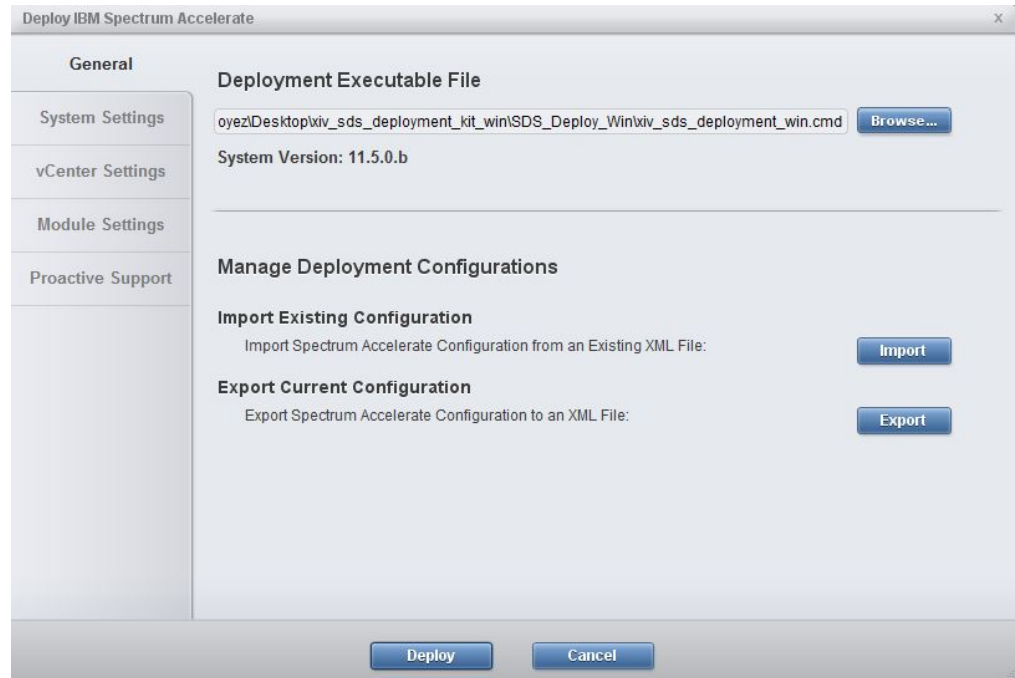 Deploy IBM Spectrum Accelerate x
General
System Settings
vCenter Settings
Module Settings
Proactive Support
Deployment Executable File
oyez\Desktop\xiv_sds_deployment_kit_win\SDS_Deploy_Win\xiv_sds_deployment_win.cmd Browse...
System Version: 11.5.0.b
Manage Deployment Configurations
Import Existing Configuration
Import Spectrum Accelerate Configuration from an Existing XML File: Import
Export Current Configuration
Export Spectrum Accelerate Configuration to an XML File: Export
Deploy Cancel